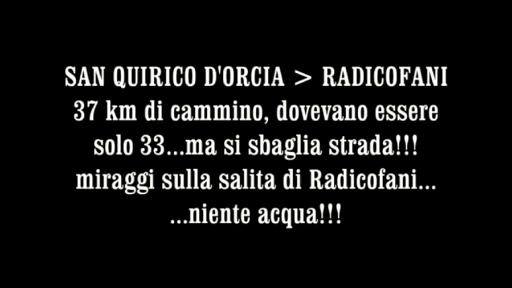 SAN QUIRICO D'ORCIA > RADICOFANI
37 km di cammino, dovevano essere
solo 33...ma si sbaglia strada!!!
miraggi sulla salita di Radicofani...
...niente acqua!!!